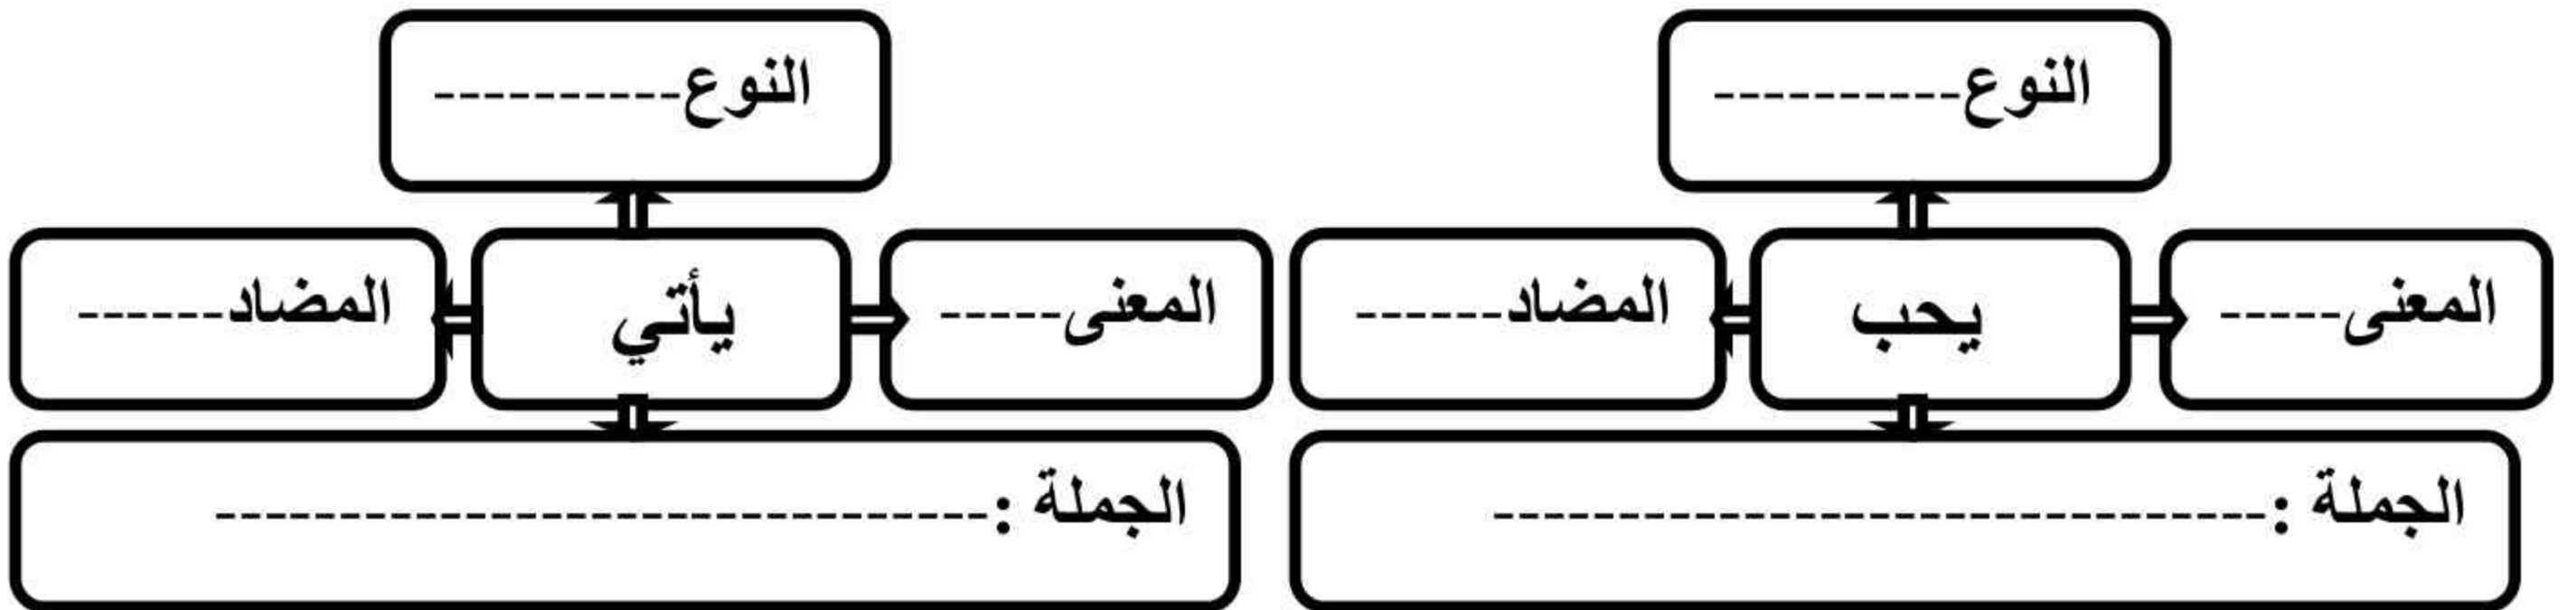 النوع---------- النوع----------
المعنى----- يحب المضاد------ المعنى----- يأتي المضاد------
الجملة :------------------------------- الجملة :-------------------------------